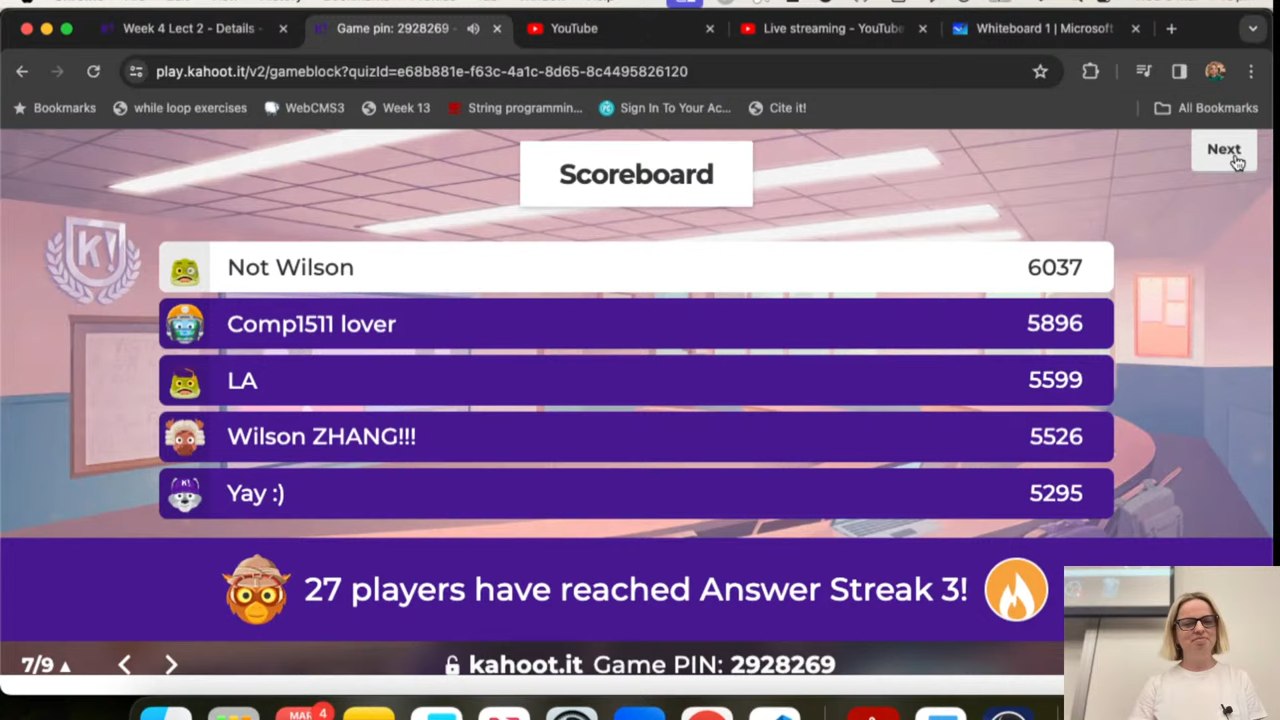 Week 4 Lect 2 - Details -
Game pin: 2928269 -
YouTube
Live streaming - YouTube
Whiteboard 1 | Microsoft
play.kahoot.it/v2/gameblock?quizId=e68b881e-f63c-4a1c-8d65-8c4495826120
Bookmarks
while loop exercises
WebCMS3
Week 13
String programmin...
Sign In To Your Ac...
Cite it!
All Bookmarks
Next
Scoreboard
K!
Not Wilson 6037
Comp1511 lover 5896
LA 5599
Wilson ZHANG!!! 5526
Yay :) 5295
27 players have reached Answer Streak 3!
7/9
kahoot.it Game PIN: 2928269
MAR 4